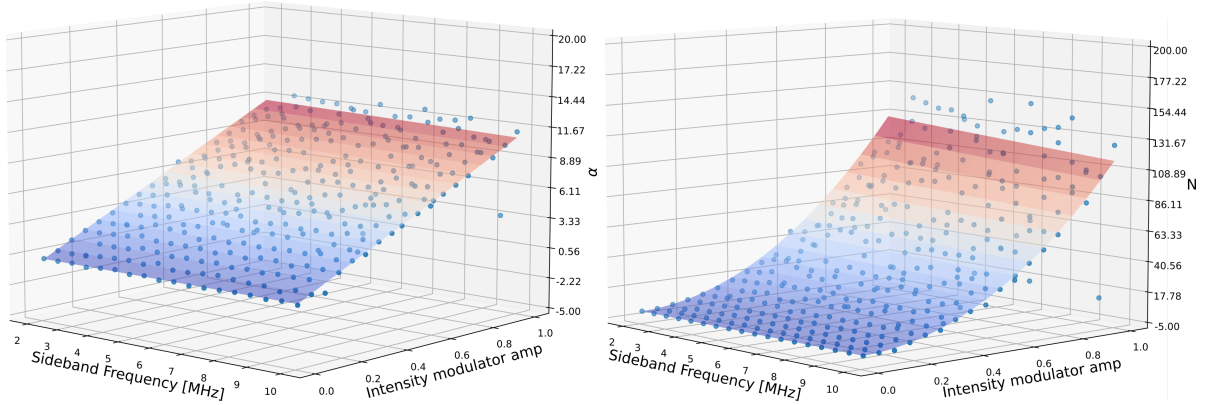 20.00
17.22
14.44
11.67
8.89
6.11
3.33
0.56
-2.22
-5.00
α
2 3 4 5 6 7 8 9 10
Sideband Frequency [MHz]
0.0 0.2 0.4 0.6 0.8 1.0
Intensity modulator amp
200.00
177.22
154.44
131.67
108.89
86.11
63.33
40.56
17.78
-5.00
N
2 3 4 5 6 7 8 9 10
Sideband Frequency [MHz]
0.0 0.2 0.4 0.6 0.8 1.0
Intensity modulator amp